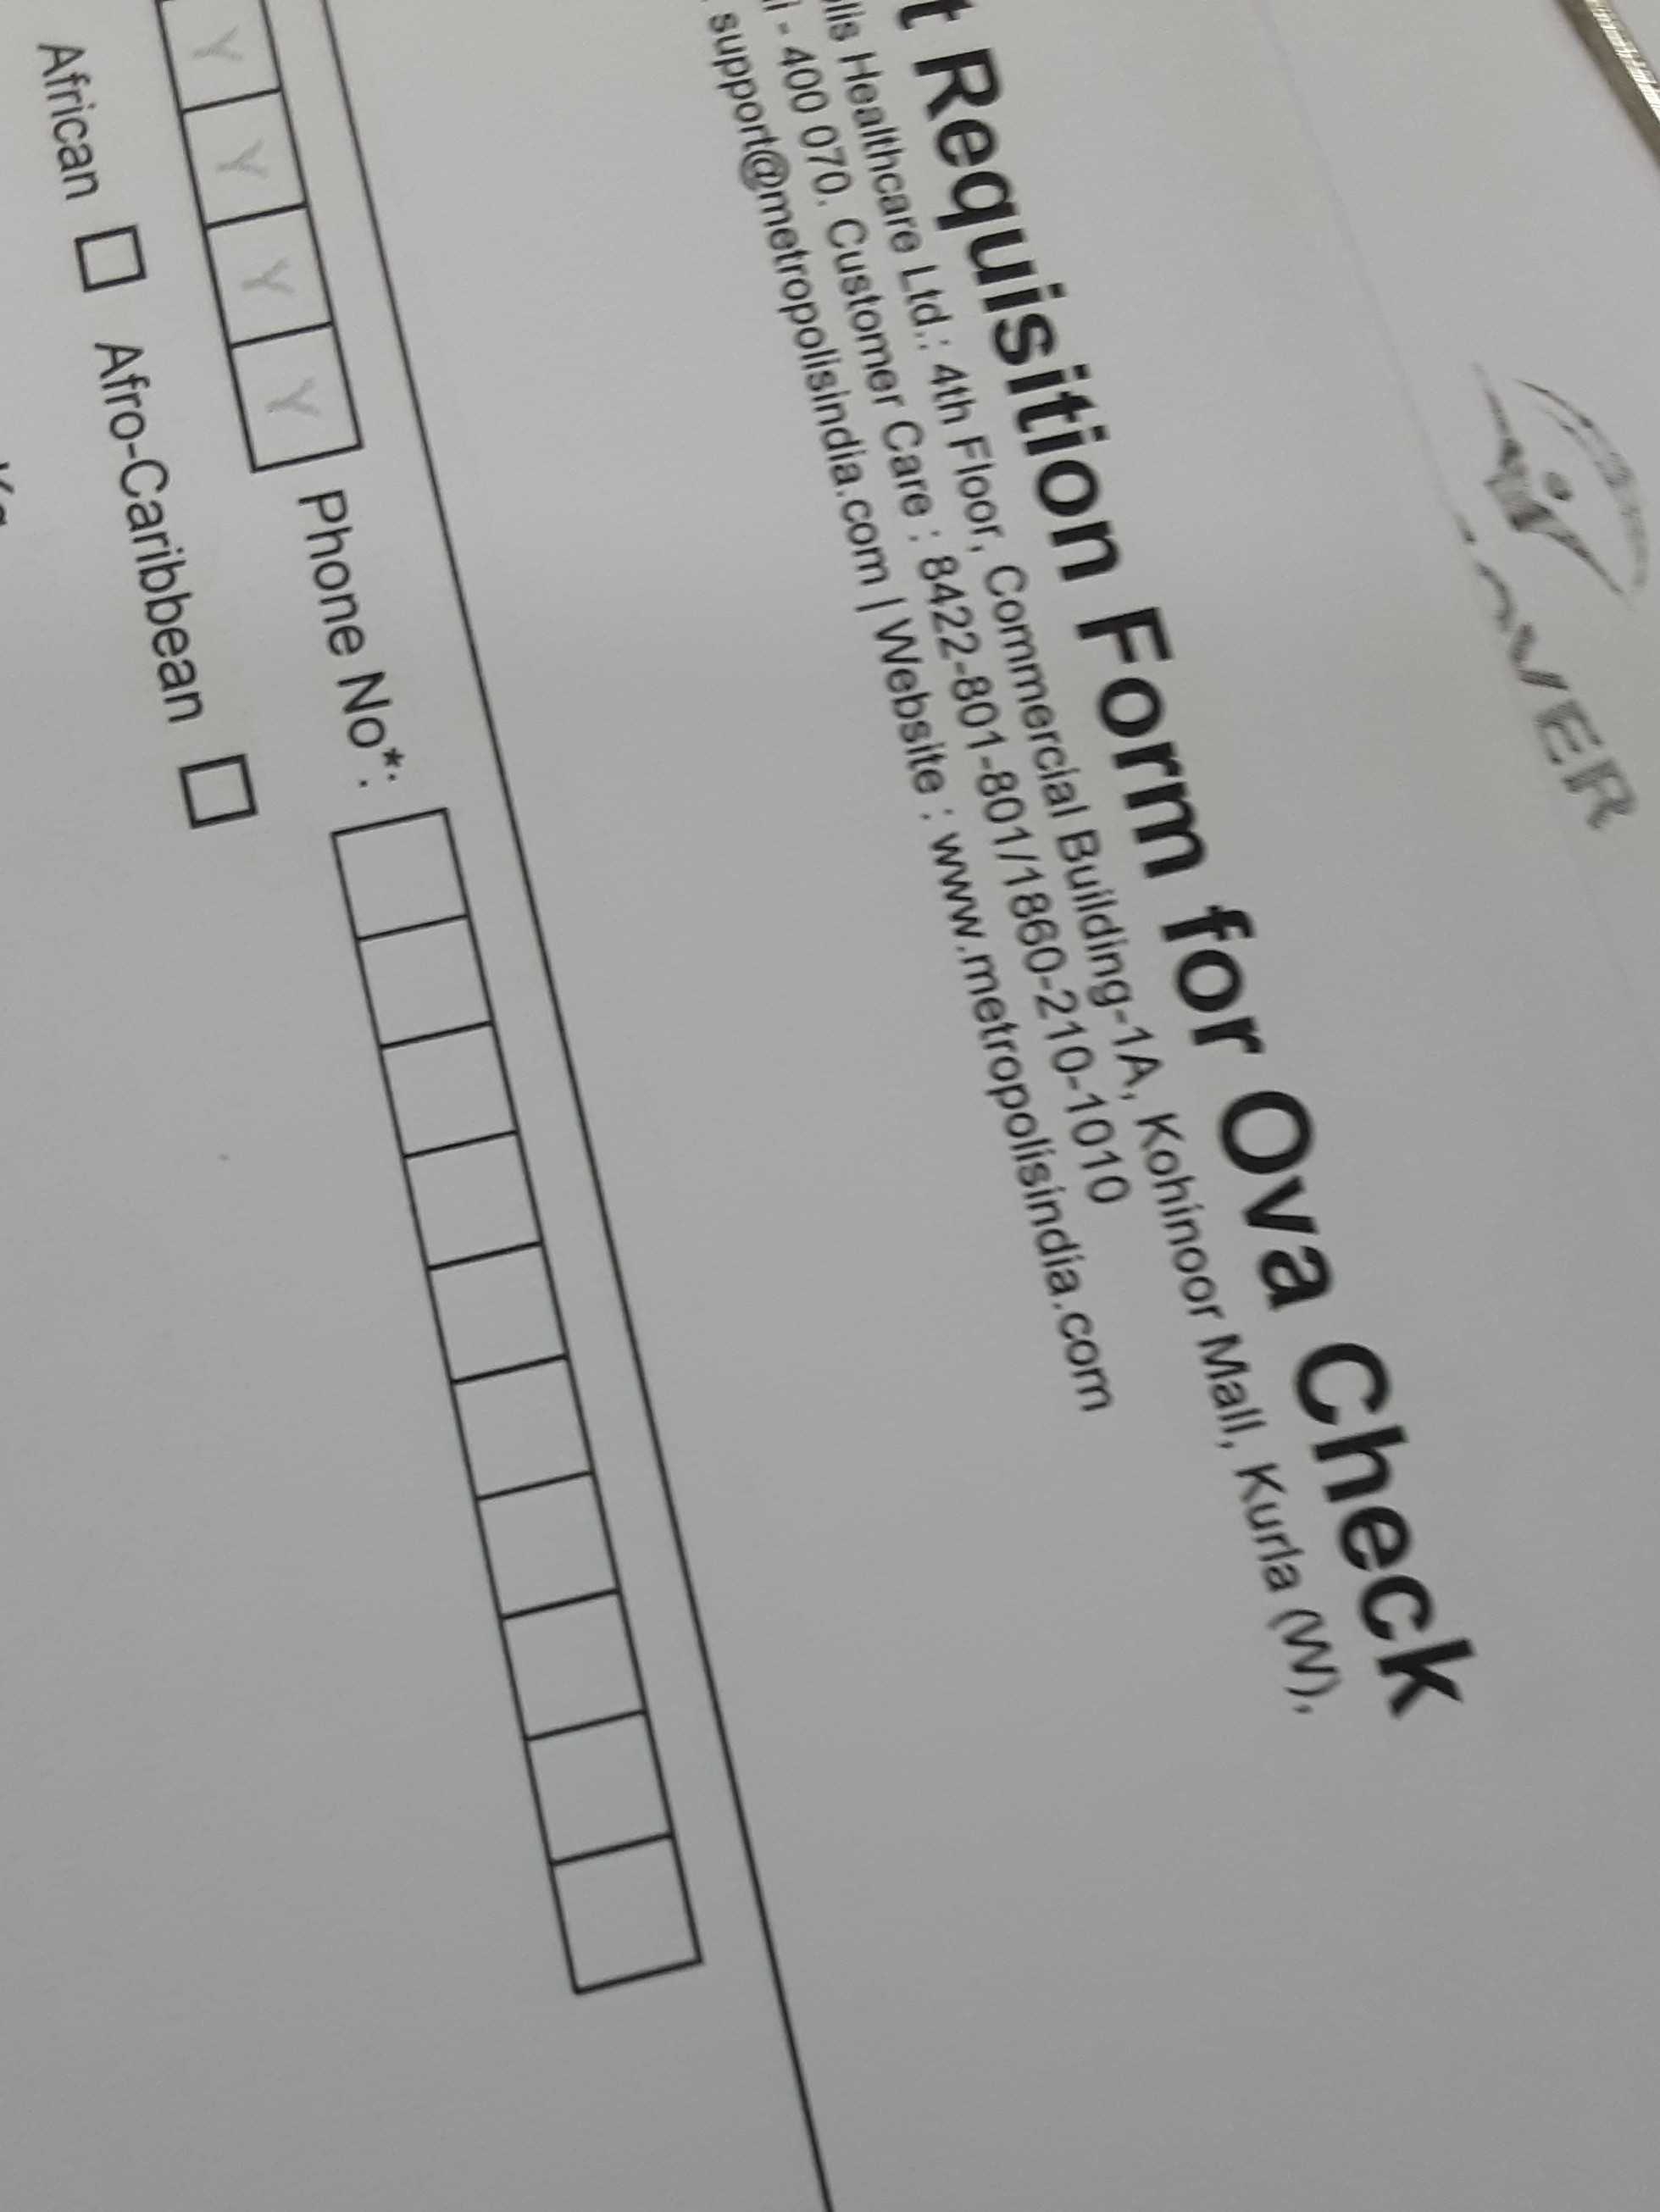 t Requisition Form for Ova Check
lis Healthcare Ltd.: 4th Floor, Commercial Building-1A, Kohinoor Mall, Kurla (W),
i - 400 070. Customer Care : 8422-801-801/1860-210-1010
support@metropolisindia.com | Website : www.metropolisindia.com
Y Y Y Y Phone No*:
African Afro-Caribbean